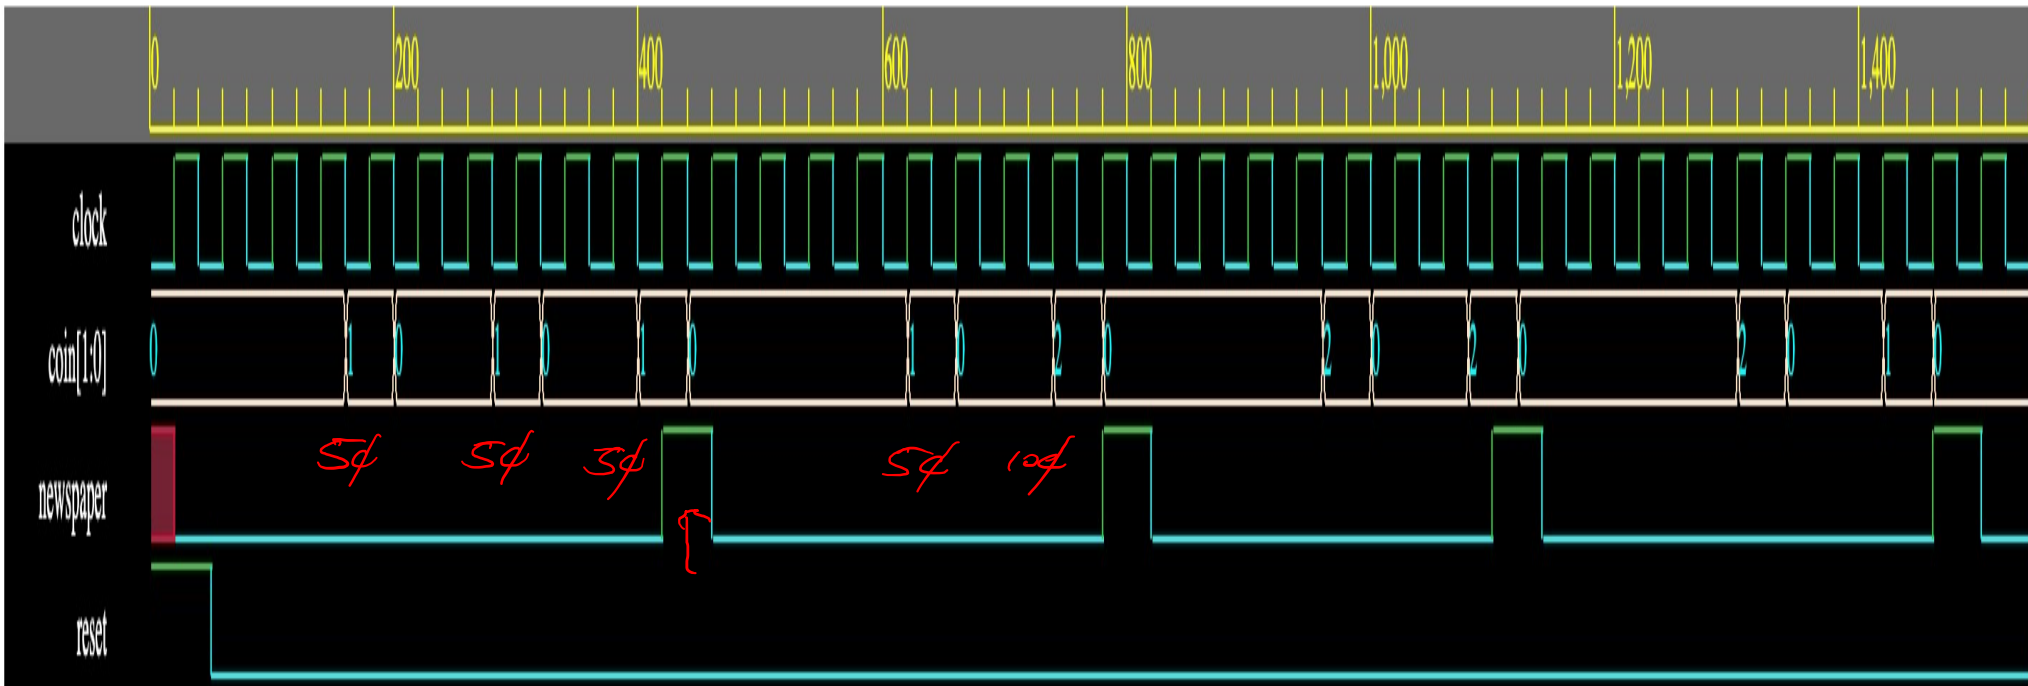 0 200 400 600 800 1,000 1,200 1,400
clock
coin[1:0] 0 1 0 1 0 1 0 1 0 2 0 2 0 2 0 2 0 1 0
5¢ 5¢ 5¢ 5¢ 10¢
newspaper
reset